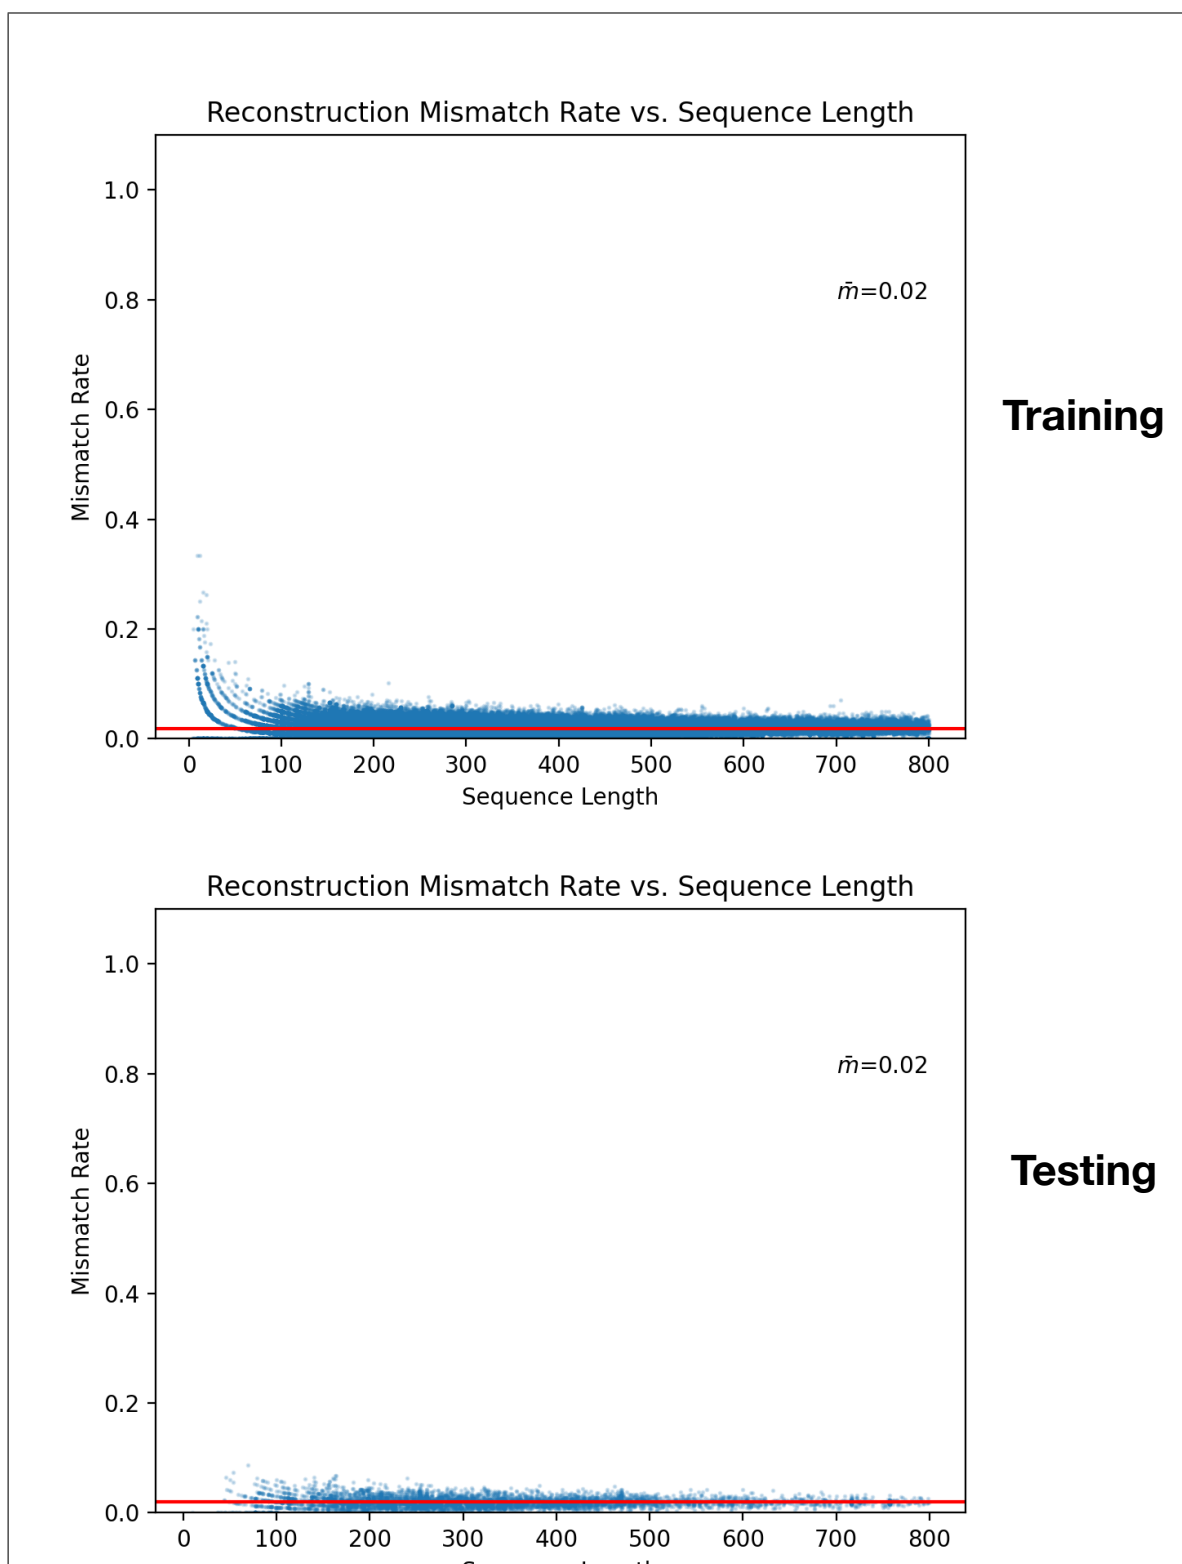 Reconstruction Mismatch Rate vs. Sequence Length
1.0
0.8
0.6
0.4
0.2
0.0
Mismatch Rate
m̄=0.02
0 100 200 300 400 500 600 700 800
Sequence Length
Training
Reconstruction Mismatch Rate vs. Sequence Length
1.0
0.8
0.6
0.4
0.2
0.0
Mismatch Rate
m̄=0.02
0 100 200 300 400 500 600 700 800
Testing